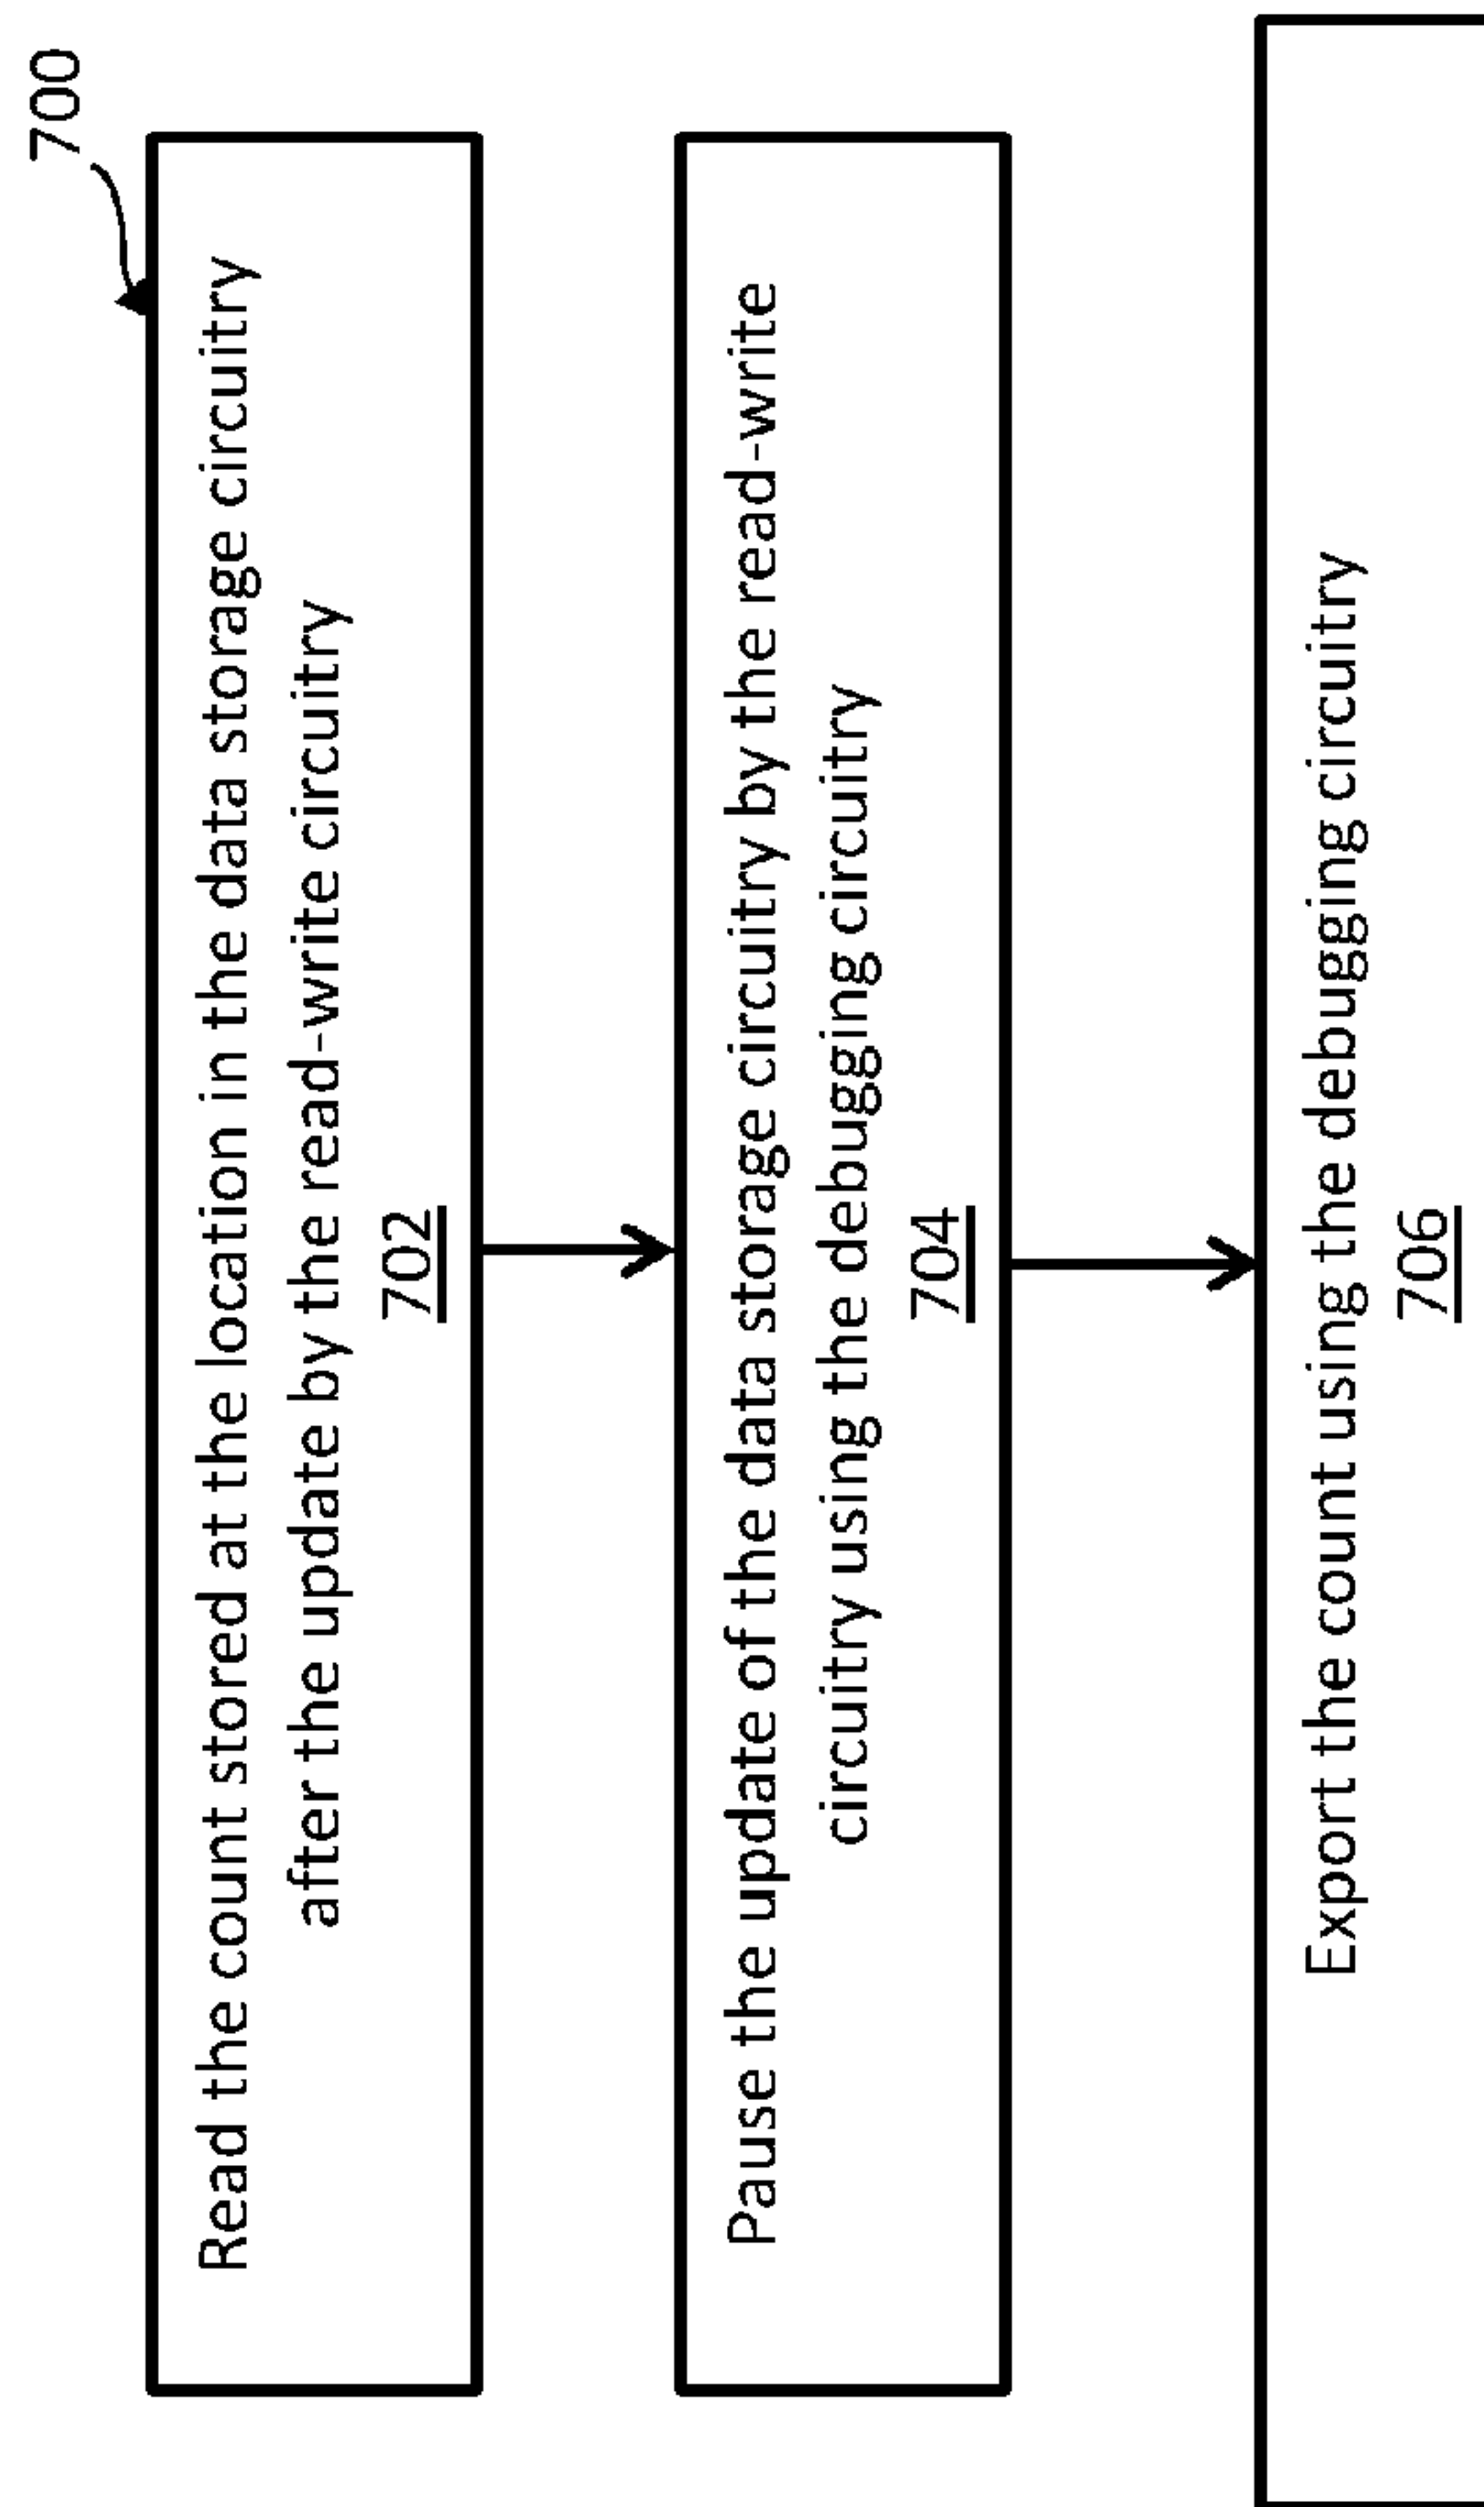 700
Read the count stored at the location in the data storage circuitry
after the update by the read-write circuitry
702
Pause the update of the data storage circuitry by the read-write
circuitry using the debugging circuitry
704
Export the count using the debugging circuitry
706